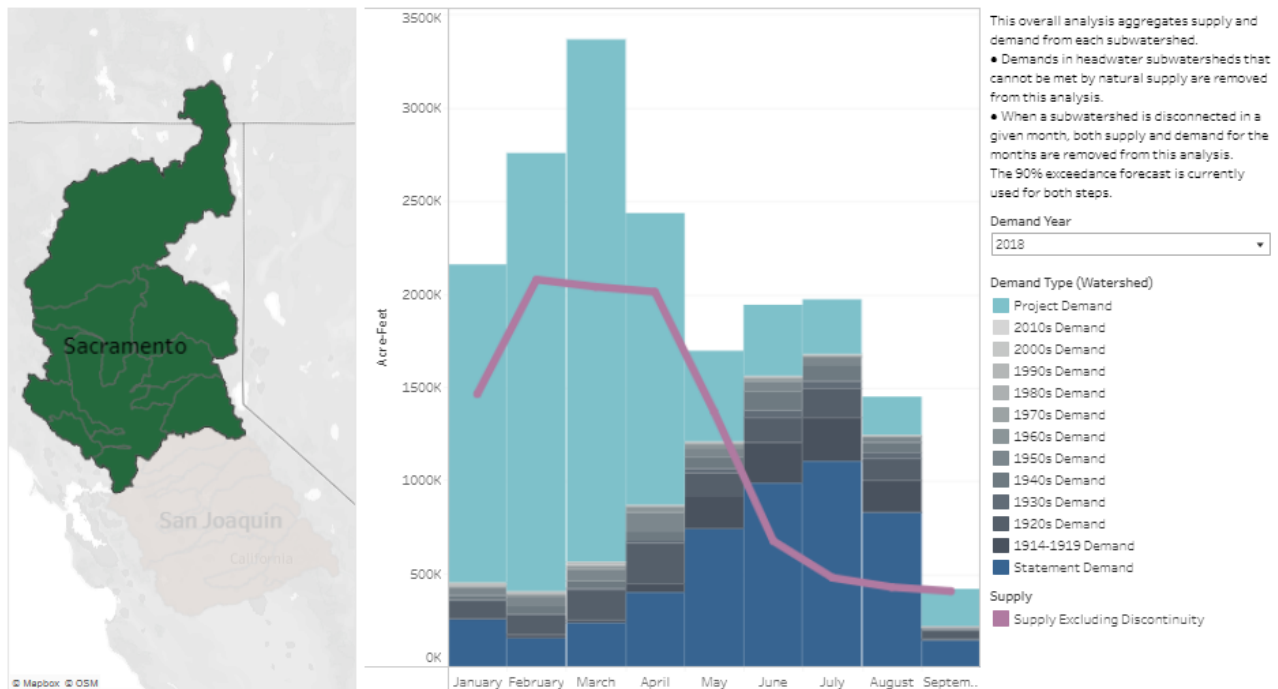 Sacramento
San Joaquin
California
© Mapbox © OSM
Acre-Feet
3500K
3000K
2500K
2000K
1500K
1000K
500K
0K
January February March April May June July August Septem..
This overall analysis aggregates supply and
demand from each subwatershed.
● Demands in headwater subwatersheds that
cannot be met by natural supply are removed
from this analysis.
● When a subwatershed is disconnected in a
given month, both supply and demand for the
months are removed from this analysis.
The 90% exceedance forecast is currently
used for both steps.
Demand Year
2018
Demand Type (Watershed)
Project Demand
2010s Demand
2000s Demand
1990s Demand
1980s Demand
1970s Demand
1960s Demand
1950s Demand
1940s Demand
1930s Demand
1920s Demand
1914-1919 Demand
Statement Demand
Supply
Supply Excluding Discontinuity